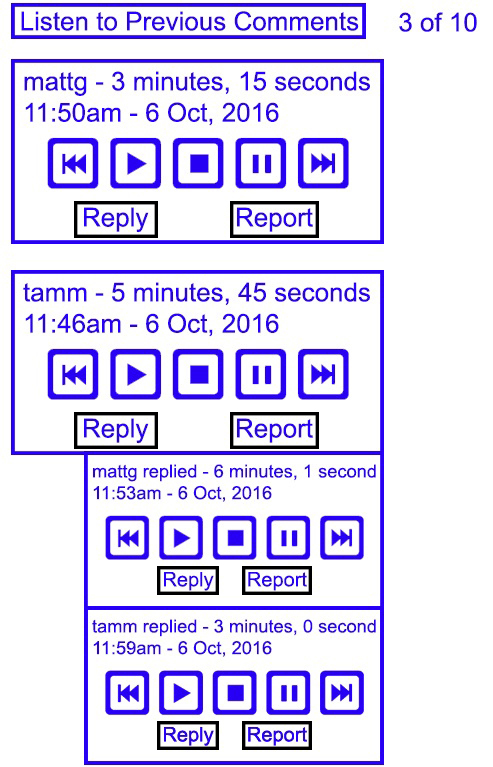 Listen to Previous Comments 3 of 10
mattg - 3 minutes, 15 seconds
11:50am - 6 Oct, 2016
Reply Report
tamm - 5 minutes, 45 seconds
11:46am - 6 Oct, 2016
Reply Report
mattg replied - 6 minutes, 1 second
11:53am - 6 Oct, 2016
Reply Report
tamm replied - 3 minutes, 0 second
11:59am - 6 Oct, 2016
Reply Report